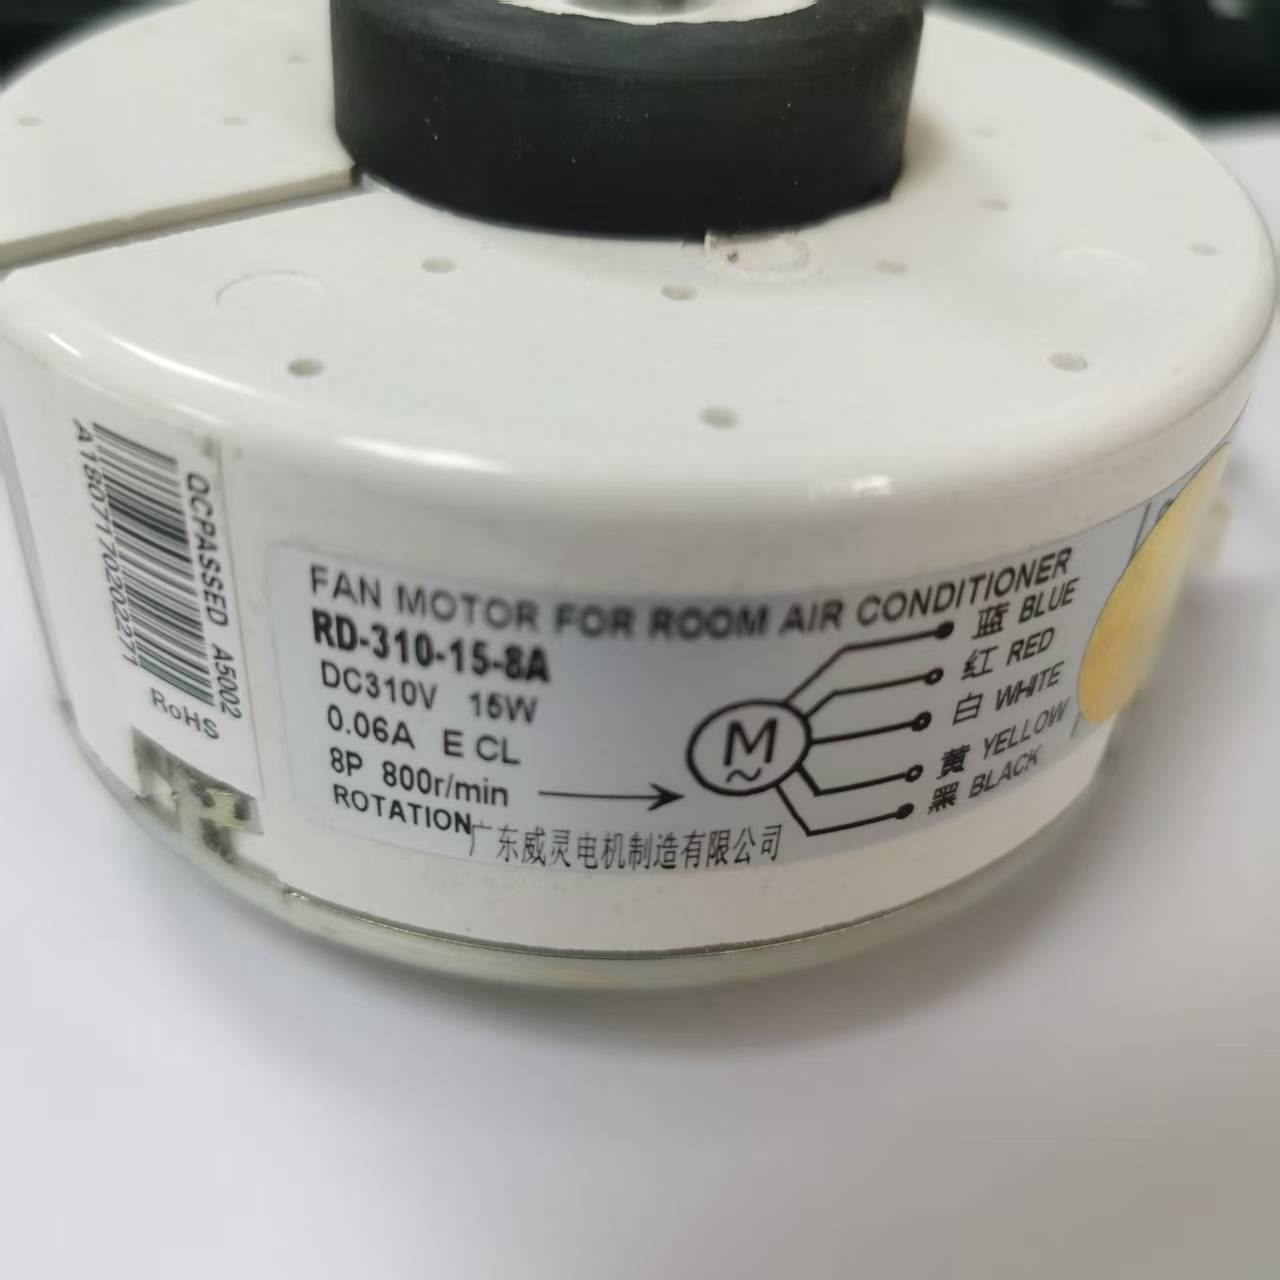 A18071702022271
QCPASSED A5002
RoHS
FAN MOTOR FOR ROOM AIR CONDITIONER
RD-310-15-8A
DC310V 15W
0.06A E CL
8P 800r/min
ROTATION
M
~
蓝 BLUE
红 RED
白 WHITE
黄 YELLOW
黑 BLACK
广东威灵电机制造有限公司